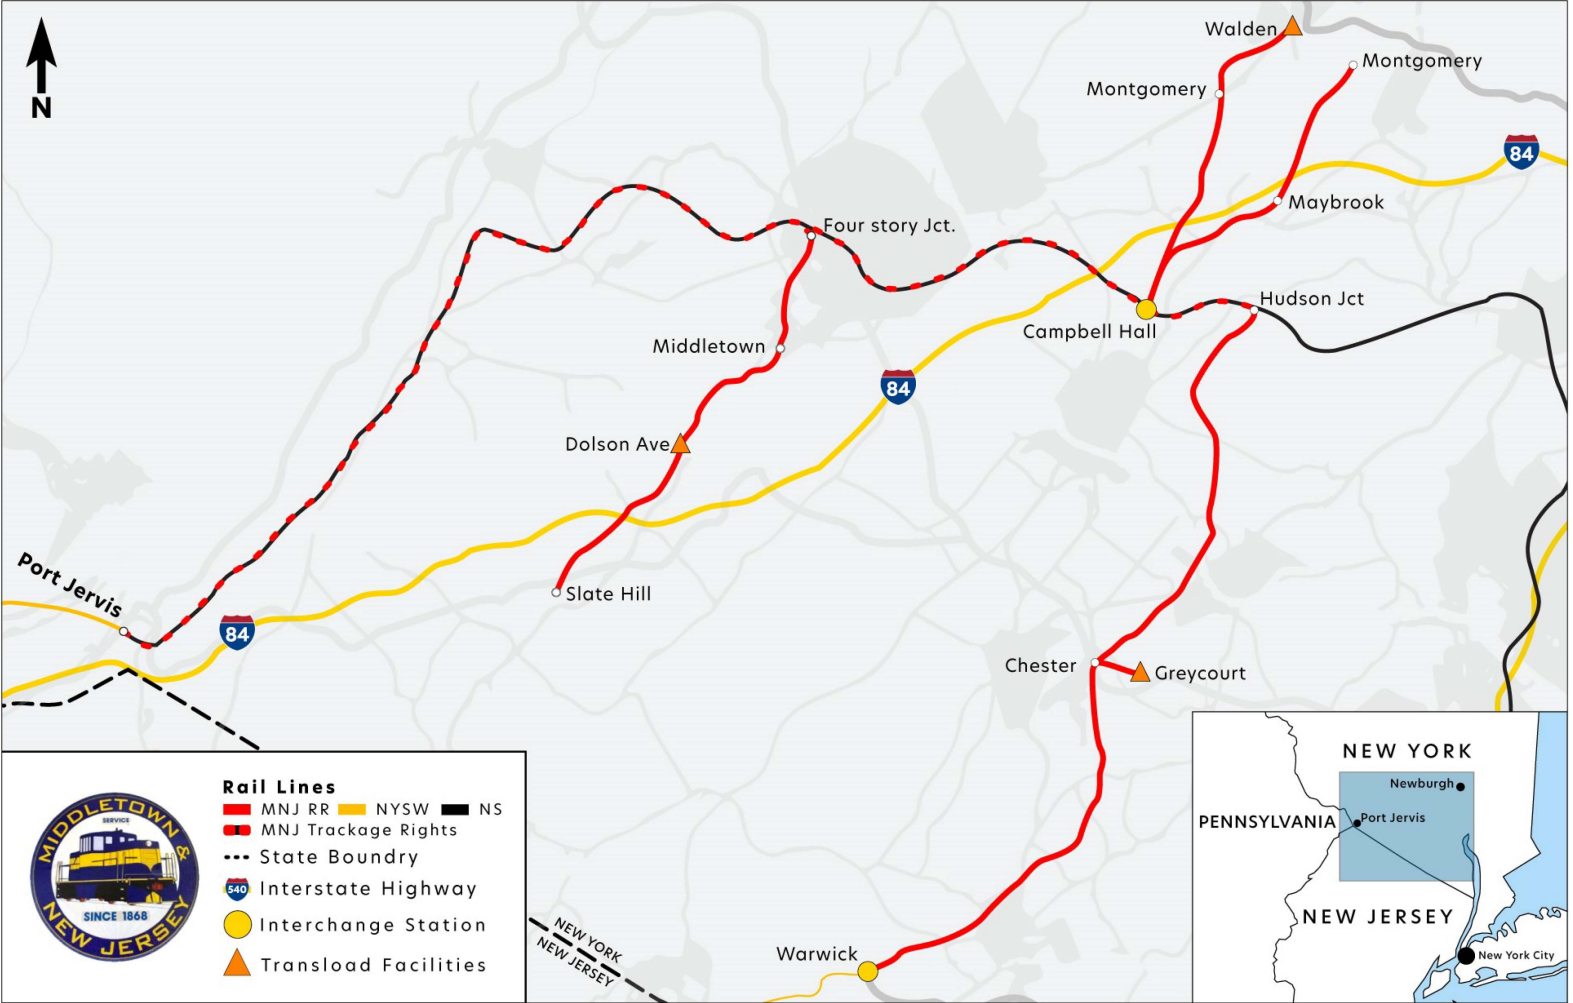 Walden
Montgomery
Montgomery
84
N
Maybrook
Four story Jct.
Hudson Jct
Campbell Hall
Middletown
84
Dolson Ave
Port Jervis
Slate Hill
84
Chester
Greycourt
NEW YORK
Newburgh
PENNSYLVANIA
Port Jervis
NEW JERSEY
New York City
Warwick
NEW YORK
NEW JERSEY
Rail Lines
MNJ RR
NYSW
NS
MNJ Trackage Rights
State Boundry
540
Interstate Highway
Interchange Station
Transload Facilities
MIDDLETOWN &
SERVICE
SINCE 1868
NEW JERSEY